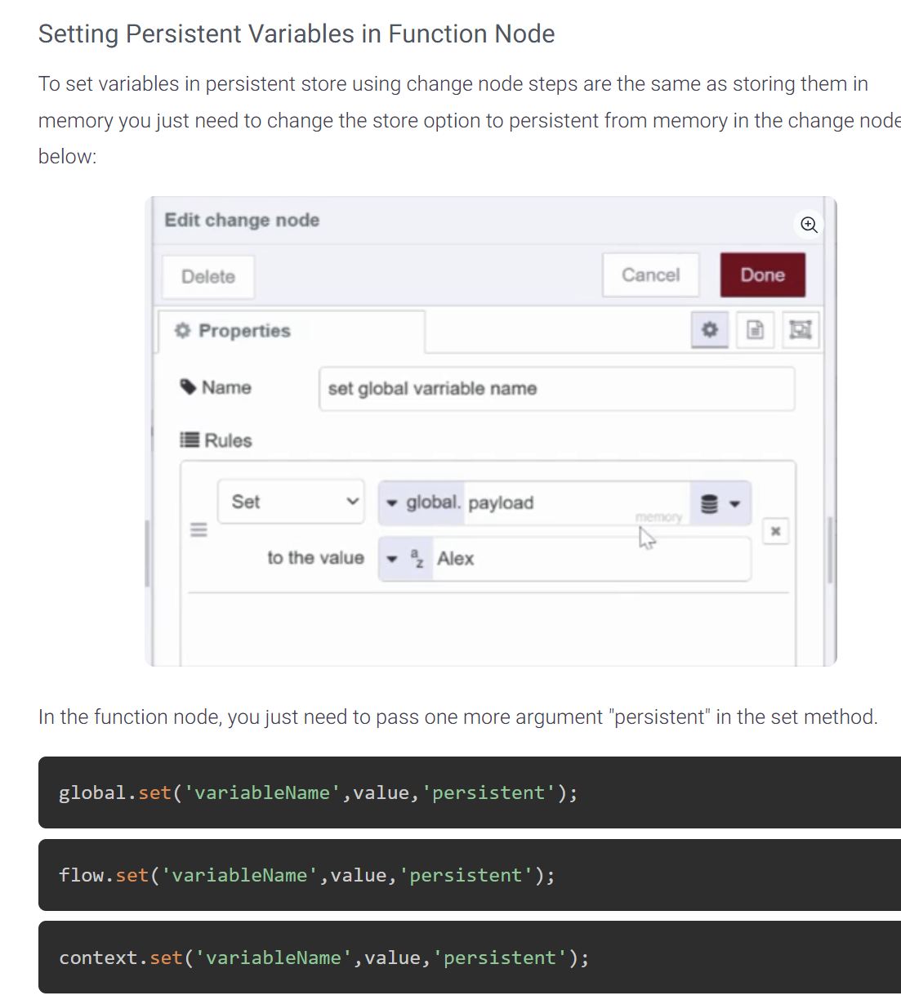 Setting Persistent Variables in Function Node
To set variables in persistent store using change node steps are the same as storing them in
memory you just need to change the store option to persistent from memory in the change node
below:
Edit change node
Delete
Cancel
Done
Properties
Name
set global varriable name
Rules
Set
global. payload
memory
to the value
a
z
Alex
In the function node, you just need to pass one more argument "persistent" in the set method.
global.set('variableName',value,'persistent');
flow.set('variableName',value,'persistent');
context.set('variableName',value,'persistent');